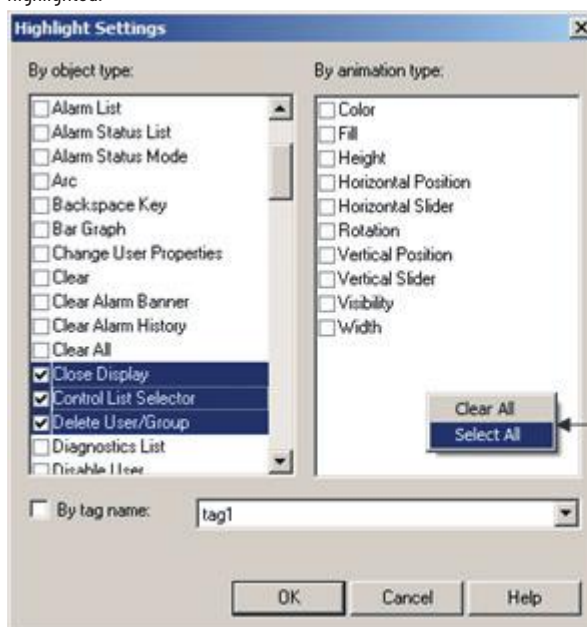 Highlight Settings
By object type:
Alarm List
Alarm Status List
Alarm Status Mode
Arc
Backspace Key
Bar Graph
Change User Properties
Clear
Clear Alarm Banner
Clear Alarm History
Clear All
Close Display
Control List Selector
Delete User/Group
Diagnostics List
Disable User
By animation type:
Color
Fill
Height
Horizontal Position
Horizontal Slider
Rotation
Vertical Position
Vertical Slider
Visibility
Width
Clear All
Select All
By tag name:
tag1
OK
Cancel
Help